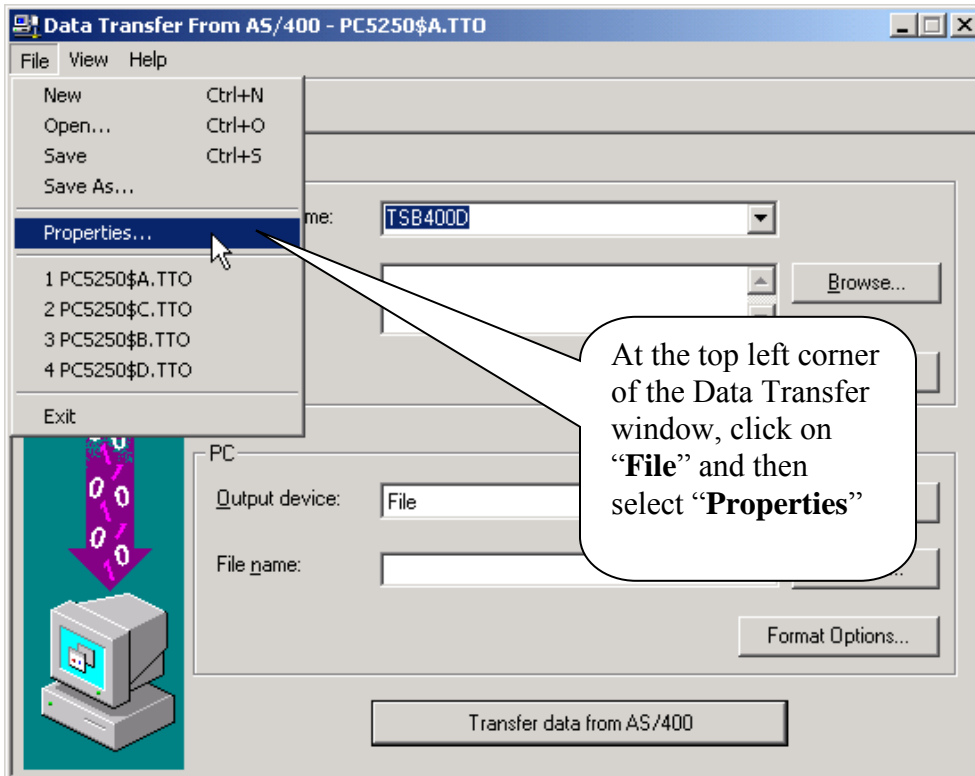 Data Transfer From AS/400 - PC5250$A.TTO
File View Help
New Ctrl+N
Open... Ctrl+O
Save Ctrl+S
Save As...
Properties...
1 PC5250$A.TTO
2 PC5250$C.TTO
3 PC5250$B.TTO
4 PC5250$D.TTO
Exit
TSB400D
Browse...
At the top left corner
of the Data Transfer
window, click on
“File” and then
select “Properties”
PC
Output device: File
File name:
Format Options...
Transfer data from AS/400